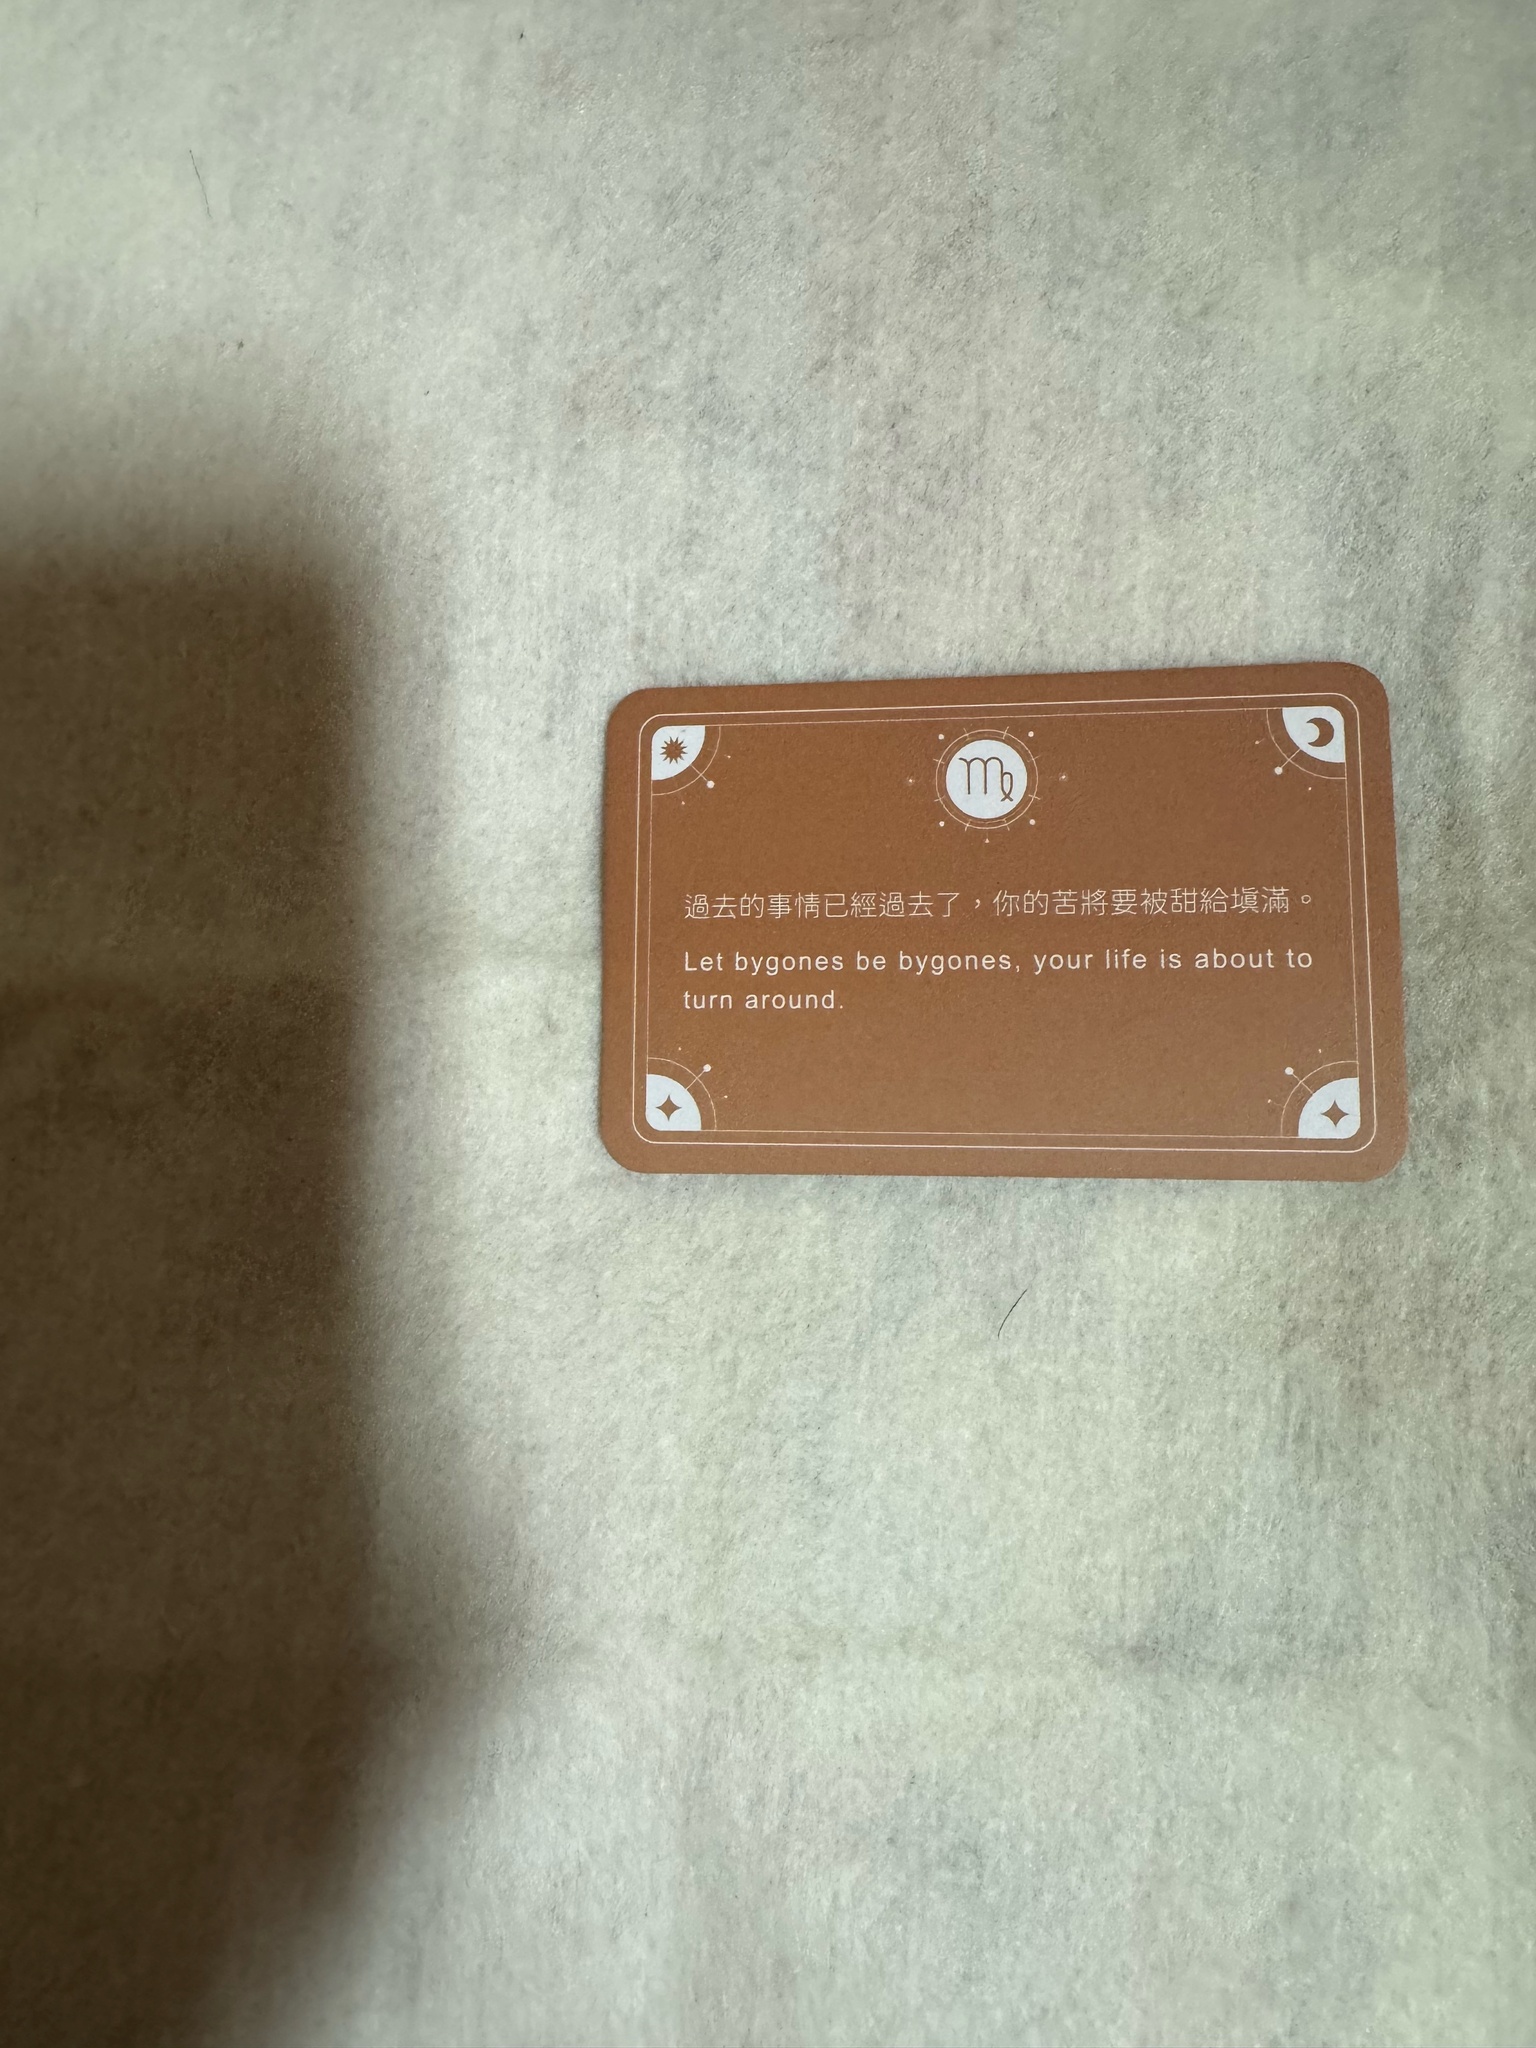 過去的事情已經過去了，你的苦將要被甜給填滿。
Let bygones be bygones, your life is about to
turn around.